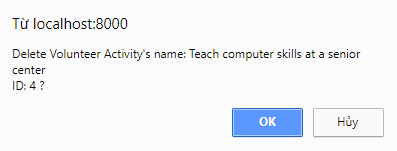 Từ localhost:8000
Delete Volunteer Activity's name: Teach computer skills at a senior
center
ID: 4 ?
OK
Hủy